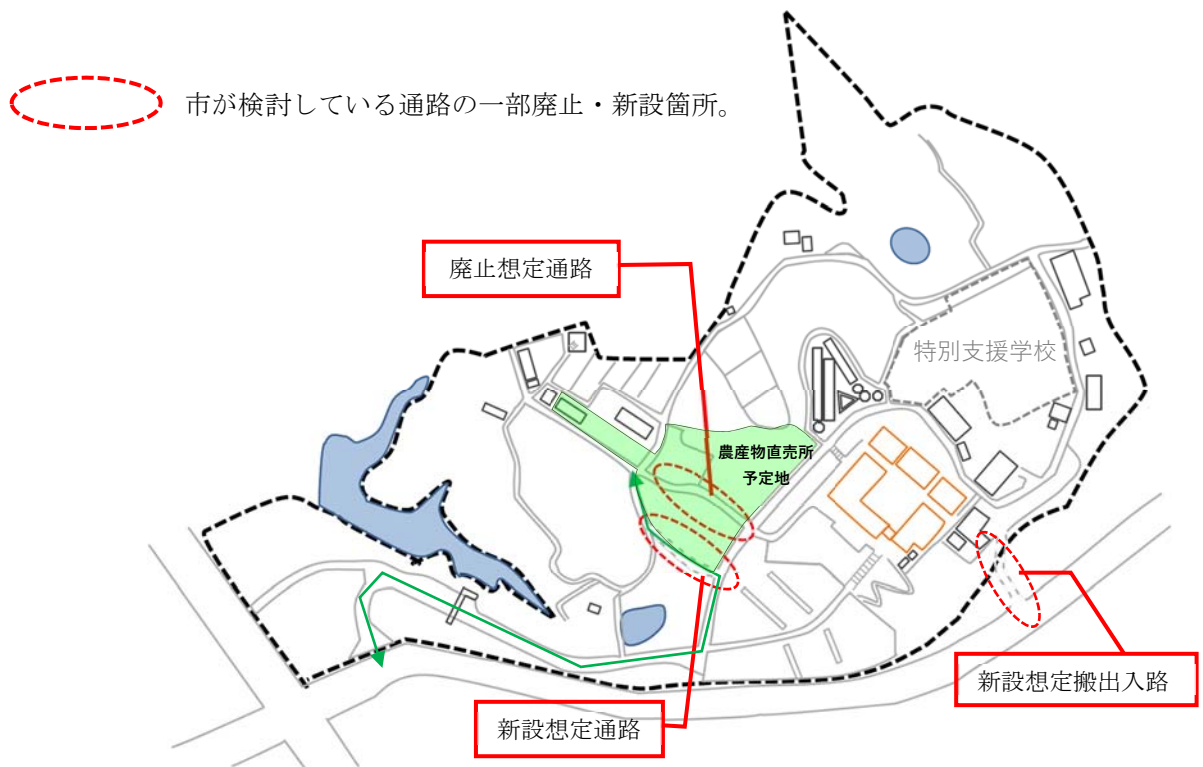 市が検討している通路の一部廃止・新設箇所。
廃止想定通路
特別支援学校
農産物直売所
予定地
新設想定搬出入路
新設想定通路